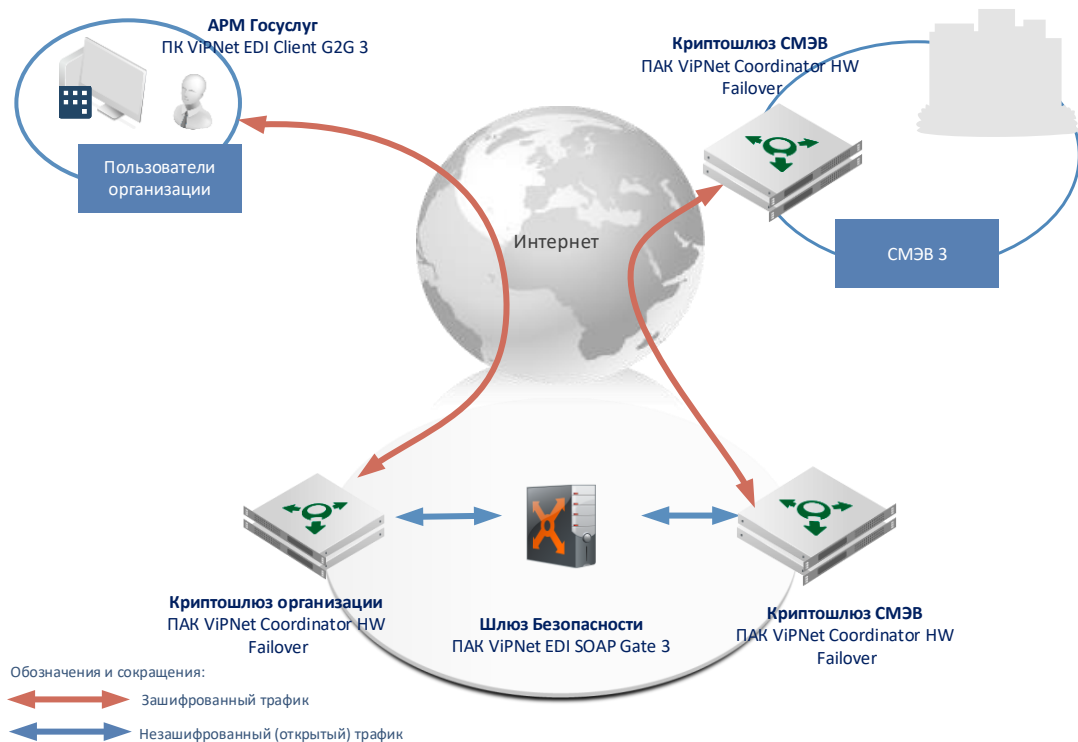 АРМ Госуслуг
ПК ViPNet EDI Client G2G 3
Пользователи
организации
Криптошлюз СМЭВ
ПАК ViPNet Coordinator HW
Failover
СМЭВ 3
Интернет
Криптошлюз организации
ПАК ViPNet Coordinator HW
Failover
Шлюз Безопасности
ПАК ViPNet EDI SOAP Gate 3
Криптошлюз СМЭВ
ПАК ViPNet Coordinator HW
Failover
Обозначения и сокращения:
Зашифрованный трафик
Незашифрованный (открытый) трафик